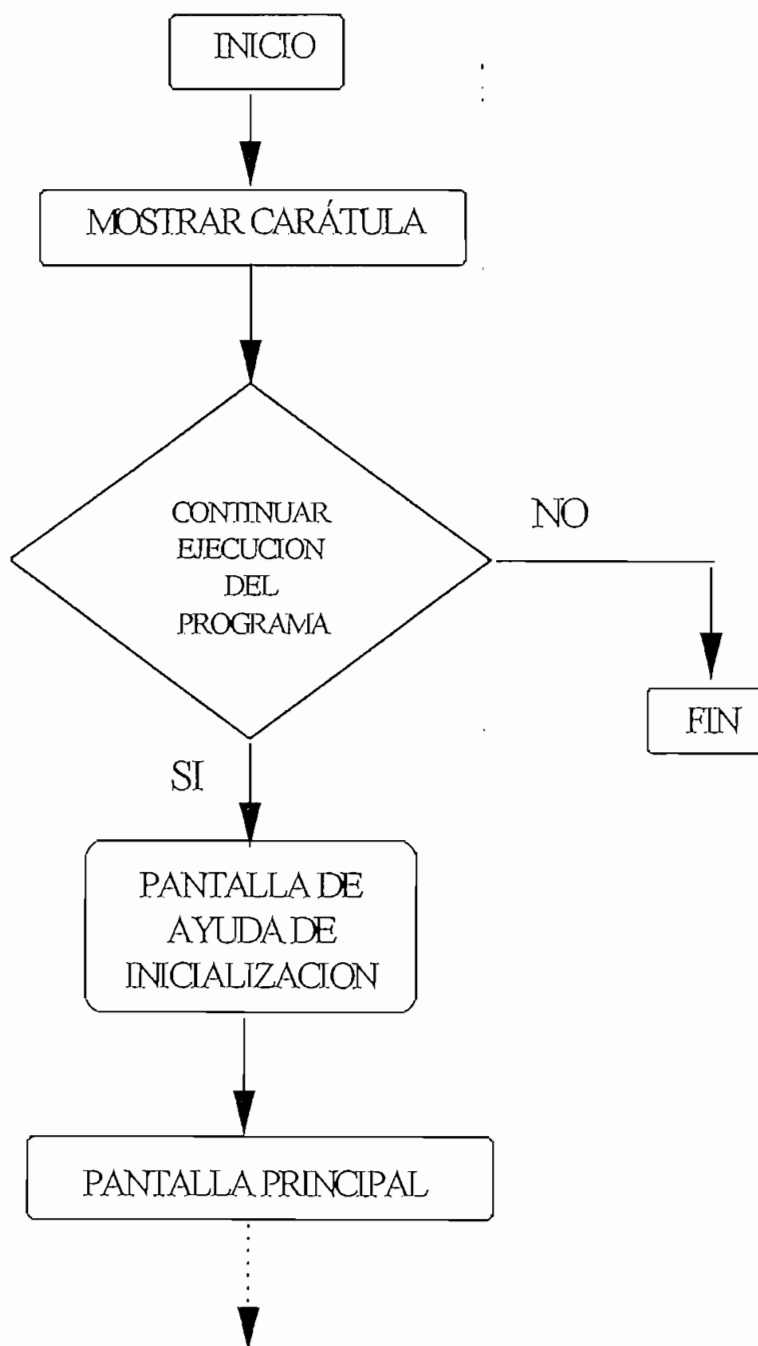 INICIO
MOSTRAR CARÁTULA
CONTINUAR
EJECUCION
DEL
PROGRAMA
NO
FIN
SI
PANTALLA DE
AYUDA DE
INICIALIZACION
PANTALLA PRINCIPAL